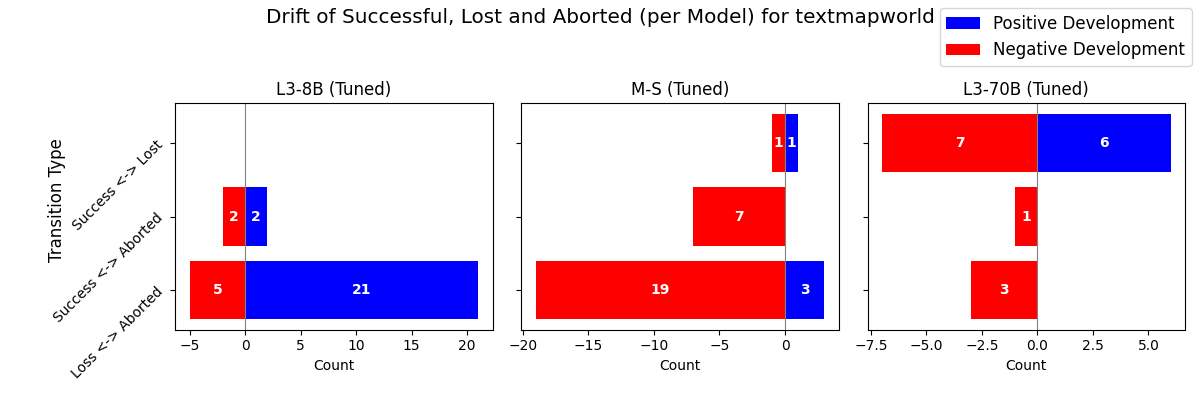 Drift of Successful, Lost and Aborted (per Model) for textmapworld
Positive Development
Negative Development
L3-8B (Tuned)
M-S (Tuned)
L3-70B (Tuned)
Transition Type
Success <-> Lost
Success <-> Aborted
Loss <-> Aborted
1 1
7 6
2 2
7
1
5 21
19 3
3
−5 0 5 10 15 20
−20 −15 −10 −5 0
−7.5 −5.0 −2.5 0.0 2.5 5.0
Count
Count
Count